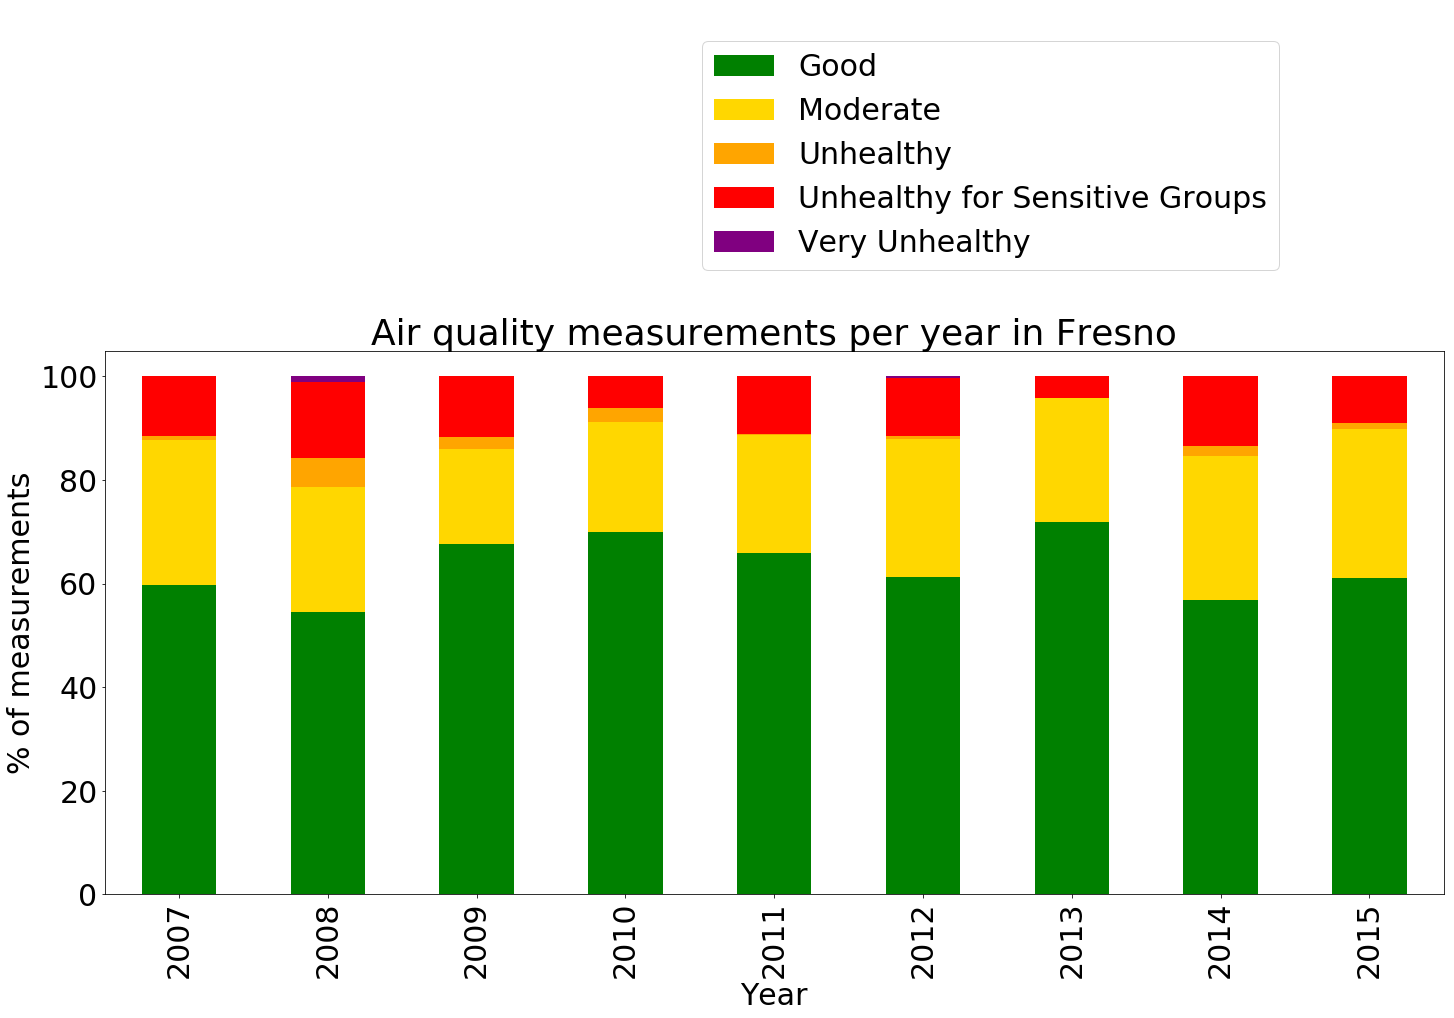 Good
Moderate
Unhealthy
Unhealthy for Sensitive Groups
Very Unhealthy
Air quality measurements per year in Fresno
100
80
60
40
20
0
% of measurements
2007
2008
2009
2010
2011
2012
2013
2014
2015
Year